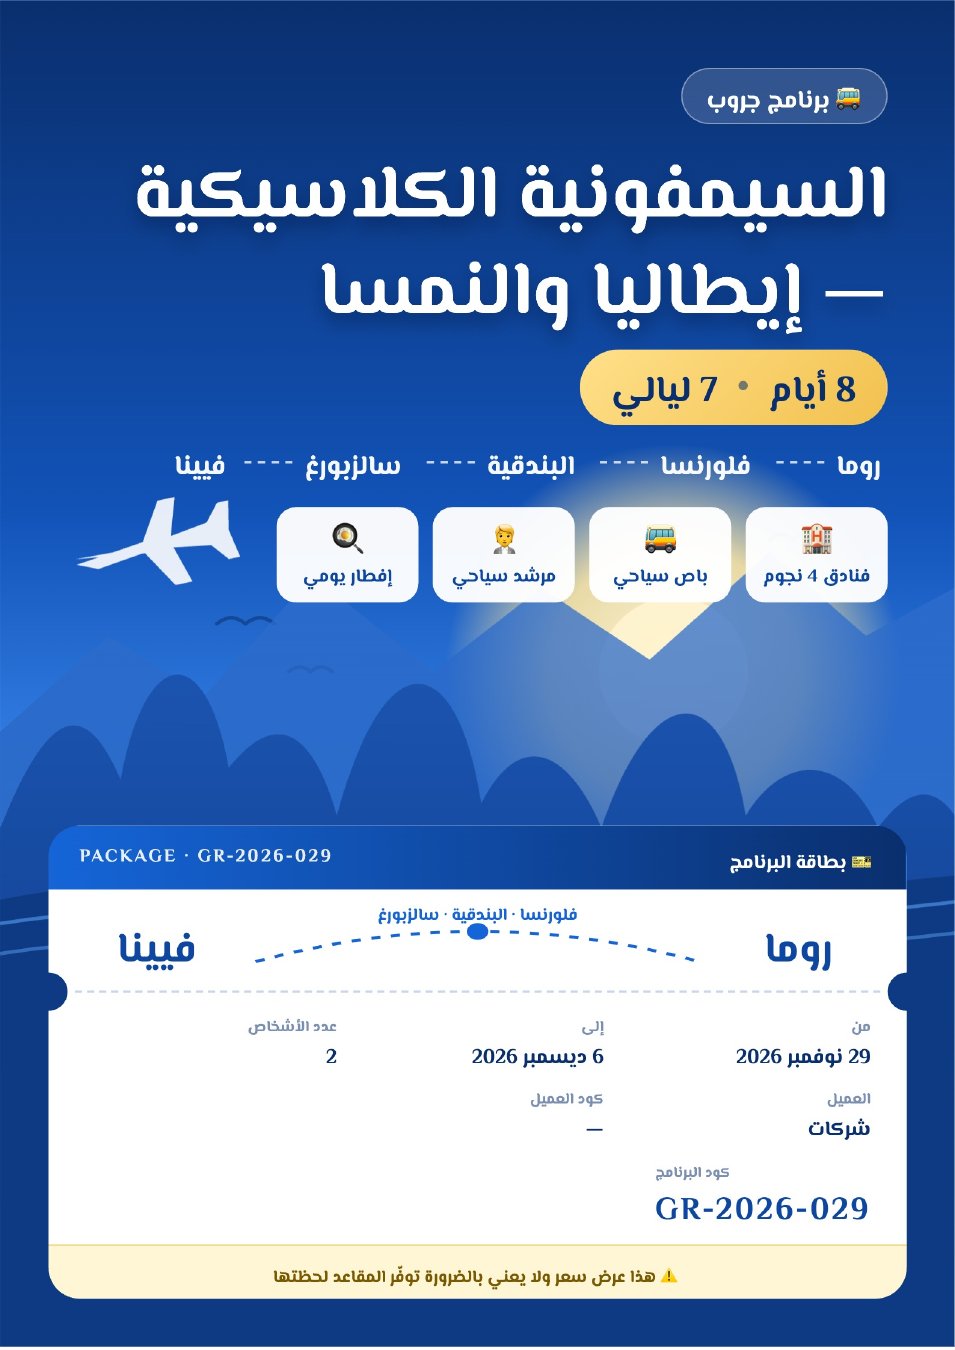 🚌 برنامج جروب
السيمفونية الكلاسيكية
— إيطاليا والنمسا
8 أيام • 7 ليالي
روما ---- فلورنسا ---- البندقية ---- سالزبورغ ---- فيينا
فنادق 4 نجوم
باص سياحي
مرشد سياحي
إفطار يومي
🎫 بطاقة البرنامج
PACKAGE · GR-2026-029
فلورنسا · البندقية · سالزبورغ
روما
فيينا
من
إلى
عدد الأشخاص
29 نوفمبر 2026
6 ديسمبر 2026
2
العميل
كود العميل
شركات
—
كود البرنامج
GR-2026-029
⚠️ هذا عرض سعر ولا يعني بالضرورة توفّر المقاعد لحظتها